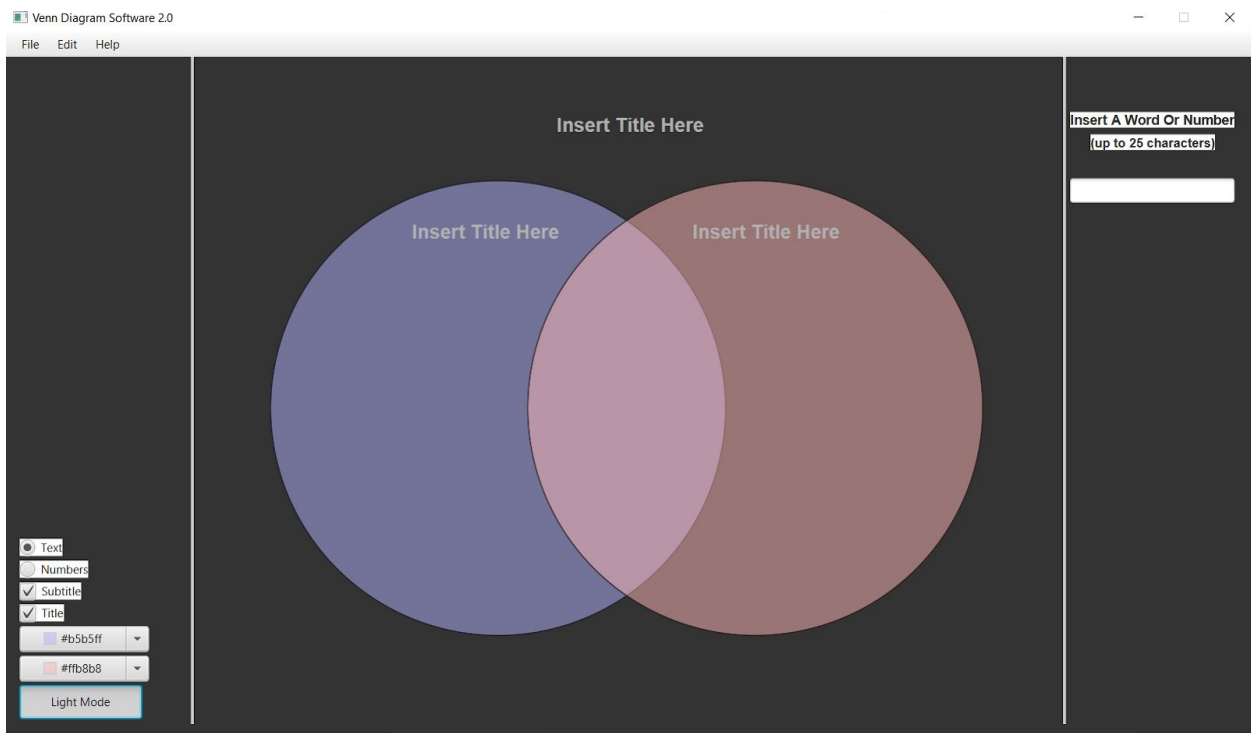 Venn Diagram Software 2.0
File Edit Help
Insert Title Here
Insert Title Here Insert Title Here
Insert A Word Or Number
(up to 25 characters)
Text
Numbers
Subtitle
Title
#b5b5ff
#ffb8b8
Light Mode